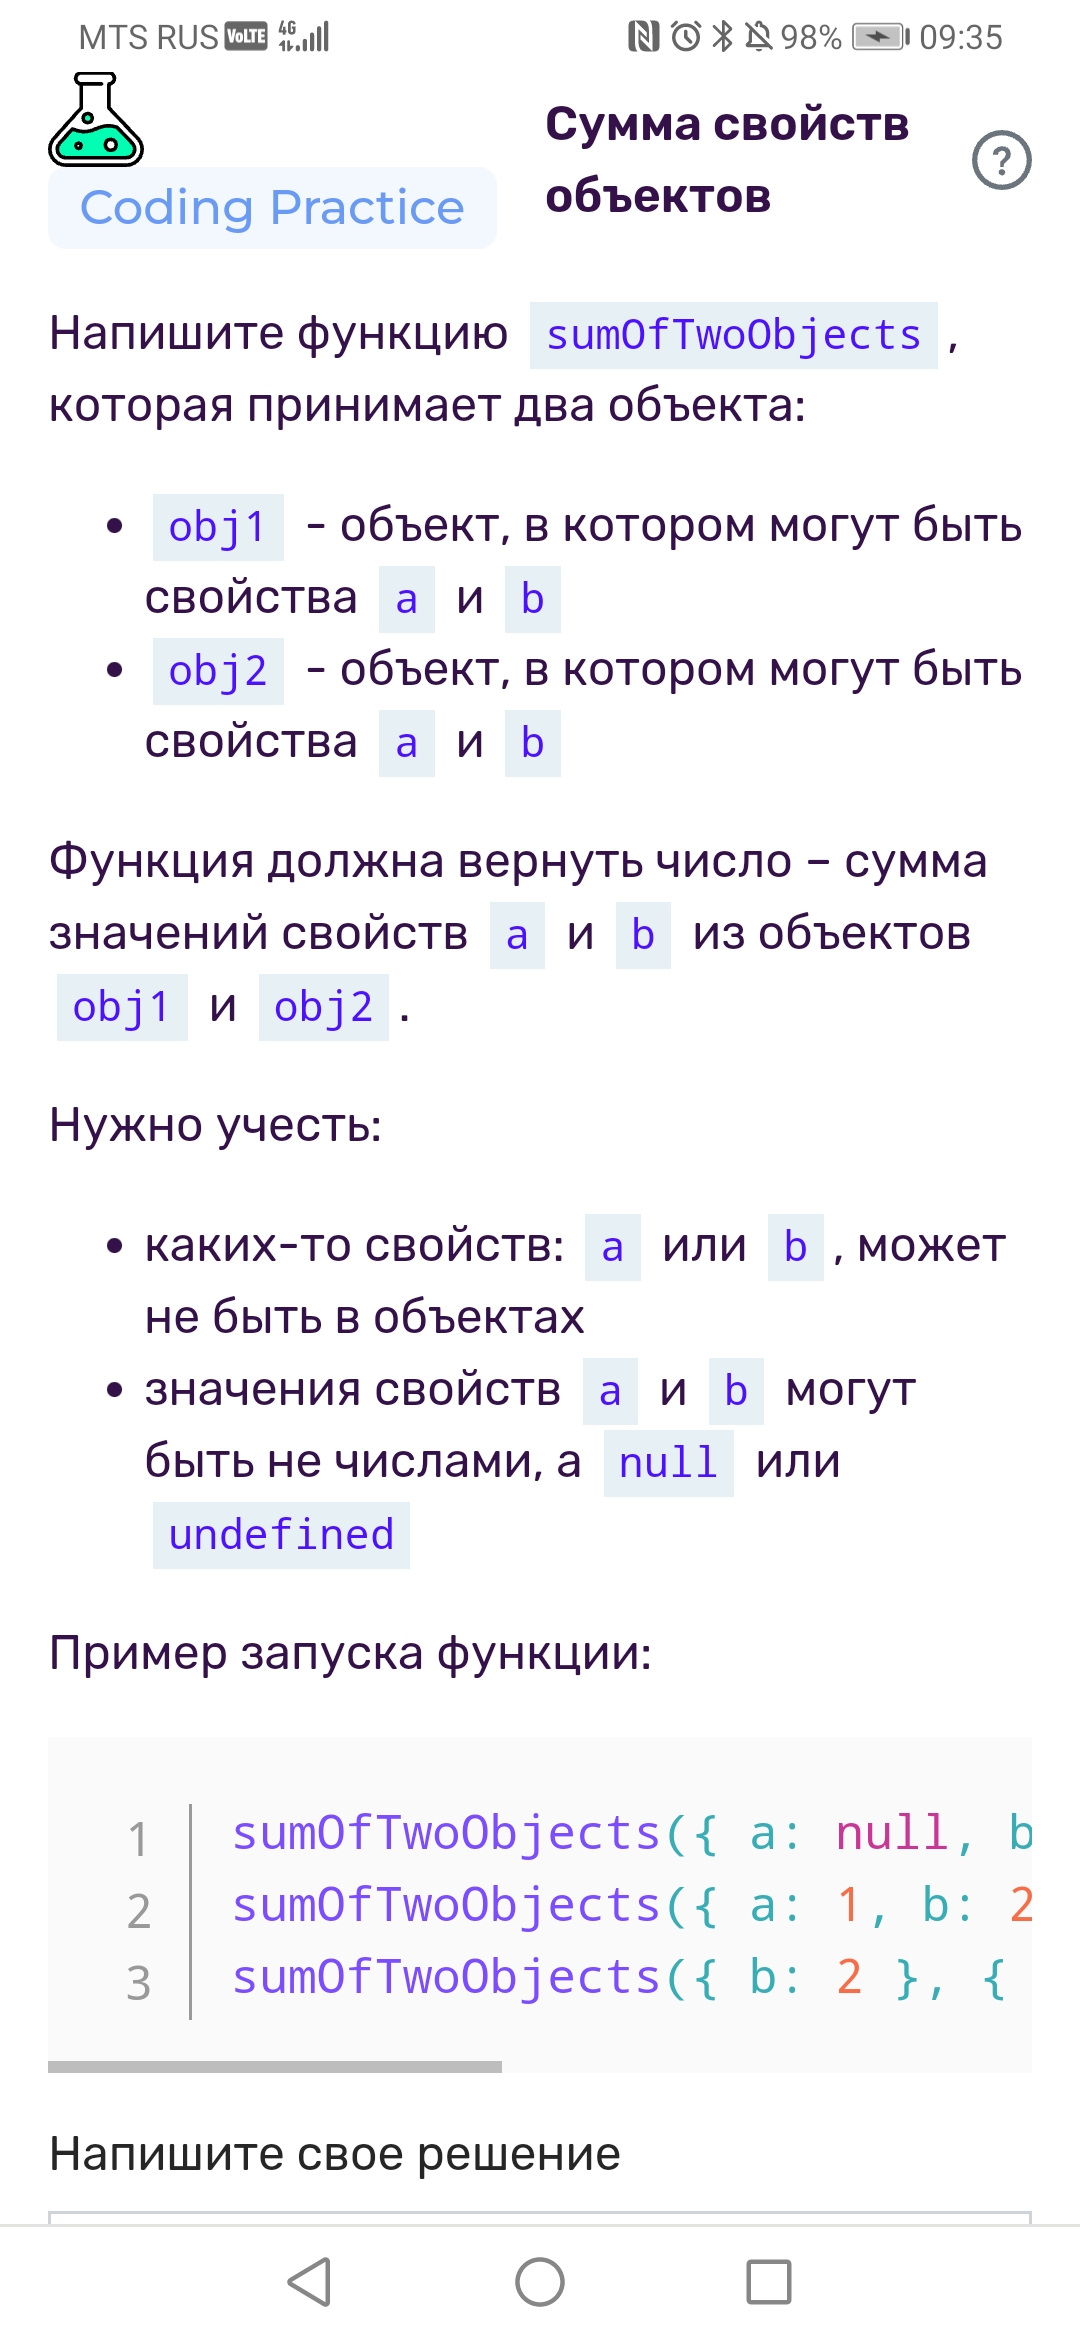 MTS RUS VoLTE 4G 98% 09:35
Сумма свойств
объектов
?
Coding Practice
Напишите функцию sumOfTwoObjects ,
которая принимает два объекта:
• obj1 - объект, в котором могут быть
свойства a и b
• obj2 - объект, в котором могут быть
свойства a и b
Функция должна вернуть число – сумма
значений свойств a и b из объектов
obj1 и obj2 .
Нужно учесть:
• каких-то свойств: a или b , может
не быть в объектах
• значения свойств a и b могут
быть не числами, а null или
undefined
Пример запуска функции:
1 sumOfTwoObjects({ a: null, b
2 sumOfTwoObjects({ a: 1, b: 2
3 sumOfTwoObjects({ b: 2 }, {
Напишите свое решение